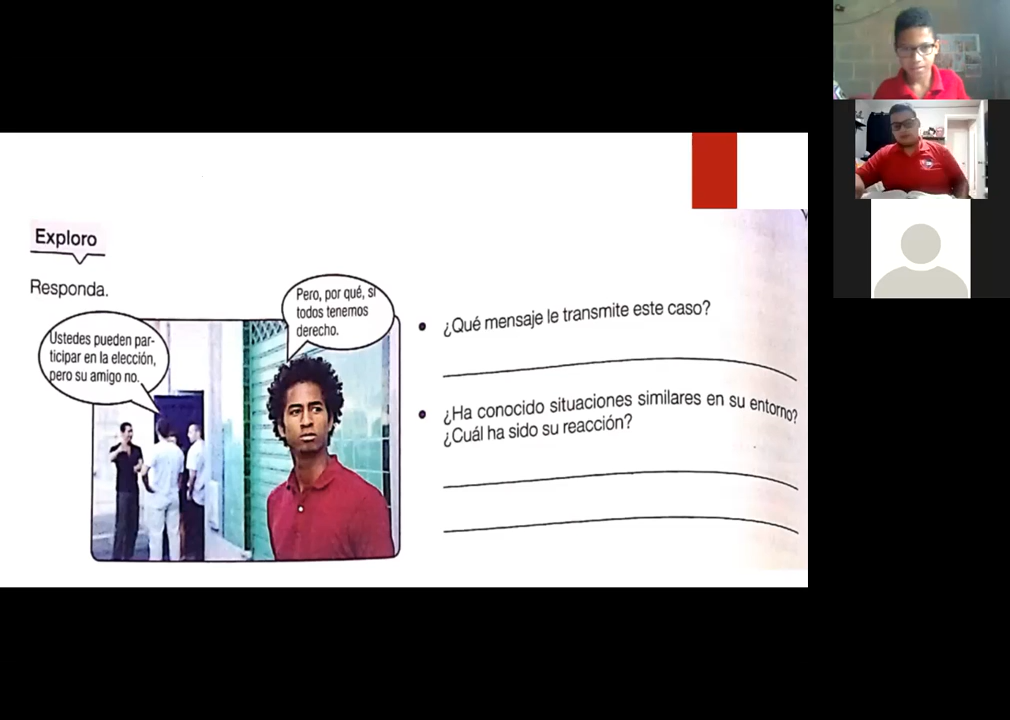 Exploro
Responda.
Ustedes pueden par-
ticipar en la elección,
pero su amigo no.
Pero, por qué, si
todos tenemos
derecho.
• ¿Qué mensaje le transmite este caso?
• ¿Ha conocido situaciones similares en su entorno?
¿Cuál ha sido su reacción?